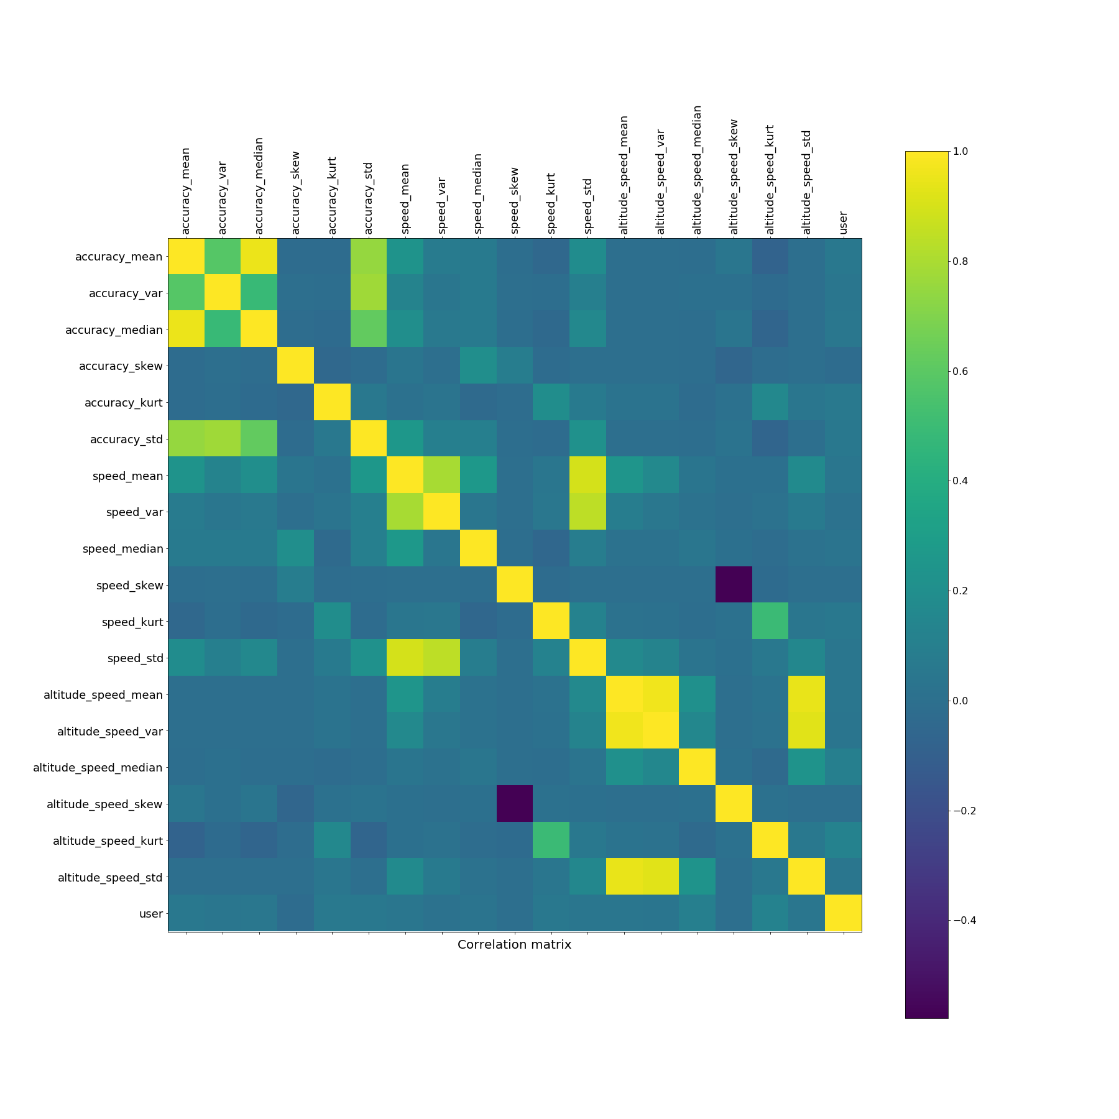 accuracy_mean
accuracy_var
accuracy_median
accuracy_skew
accuracy_kurt
accuracy_std
speed_mean
speed_var
speed_median
speed_skew
speed_kurt
speed_std
altitude_speed_mean
altitude_speed_var
altitude_speed_median
altitude_speed_skew
altitude_speed_kurt
altitude_speed_std
user
accuracy_mean
accuracy_var
accuracy_median
accuracy_skew
accuracy_kurt
accuracy_std
speed_mean
speed_var
speed_median
speed_skew
speed_kurt
speed_std
altitude_speed_mean
altitude_speed_var
altitude_speed_median
altitude_speed_skew
altitude_speed_kurt
altitude_speed_std
user
Correlation matrix
1.0
0.8
0.6
0.4
0.2
0.0
−0.2
−0.4